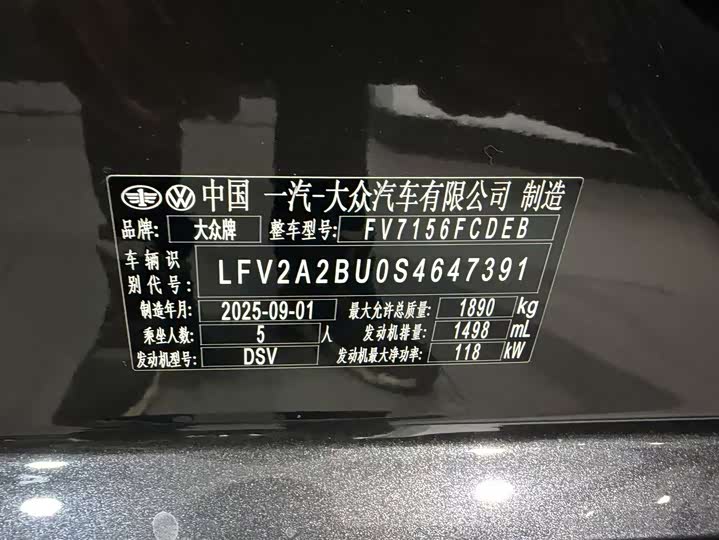 中国 一汽-大众汽车有限公司 制造
品牌: 大众牌 整车型号: FV7156FCDEB
车辆识别代号: LFV2A2BU0S4647391
制造年月: 2025-09-01 最大允许总质量: 1890 kg
乘坐人数: 5 人 发动机排量: 1498 mL
发动机型号: DSV 发动机最大净功率: 118 kW